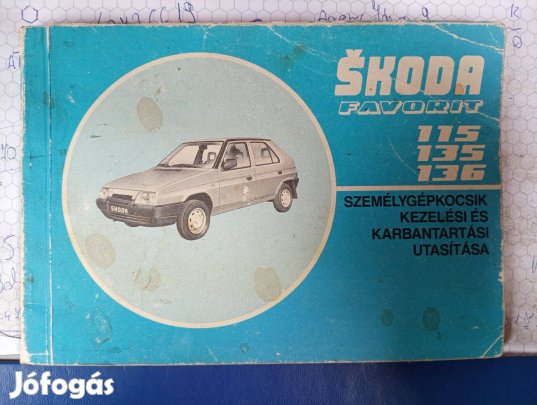 ŠKODA
FAVORIT
115
135
136
SZEMÉLYGÉPKOCSIK
KEZELÉSI ÉS
KARBANTARTÁSI
UTASÍTÁSA
ŠKODA
Jófogás